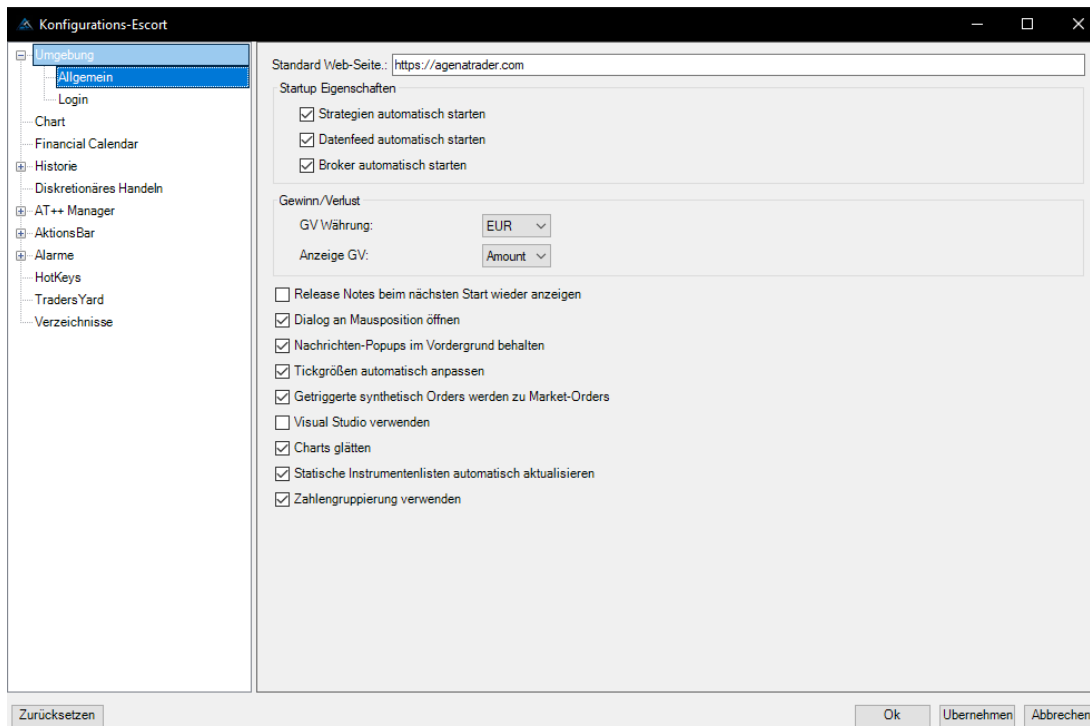 Konfigurations-Escort
Umgebung
Allgemein
Login
Chart
Financial Calendar
Historie
Diskretionäres Handeln
AT++ Manager
AktionsBar
Alarme
HotKeys
TradersYard
Verzeichnisse
Standard Web-Seite.: https://agenatrader.com
Startup Eigenschaften
Strategien automatisch starten
Datenfeed automatisch starten
Broker automatisch starten
Gewinn/Verlust
GV Währung: EUR
Anzeige GV: Amount
Release Notes beim nächsten Start wieder anzeigen
Dialog an Mausposition öffnen
Nachrichten-Popups im Vordergrund behalten
Tickgrößen automatisch anpassen
Getriggerte synthetisch Orders werden zu Market-Orders
Visual Studio verwenden
Charts glätten
Statische Instrumentenlisten automatisch aktualisieren
Zahlengruppierung verwenden
Zurücksetzen Ok Übernehmen Abbrechen